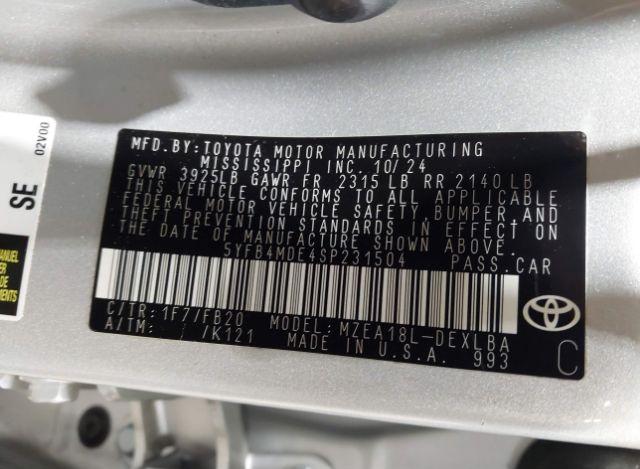 MFD. BY: TOYOTA MOTOR MANUFACTURING
MISSISSIPPI INC. 10/24
GVWR 3925LB GAWR FR 2315 LB RR 2140 LB
THIS VEHICLE CONFORMS TO ALL APPLICABLE
FEDERAL MOTOR VEHICLE SAFETY, BUMPER AND
THEFT PREVENTION STANDARDS IN EFFECT ON
THE DATE OF MANUFACTURE SHOWN ABOVE.
5YFB4MDE4SP231504 PASS.CAR
C/TR: 1F7/FB20 MODEL: MZEA18L-DEXLBA
A/TM: /K121 MADE IN U.S.A. 993
C
SE
02V00